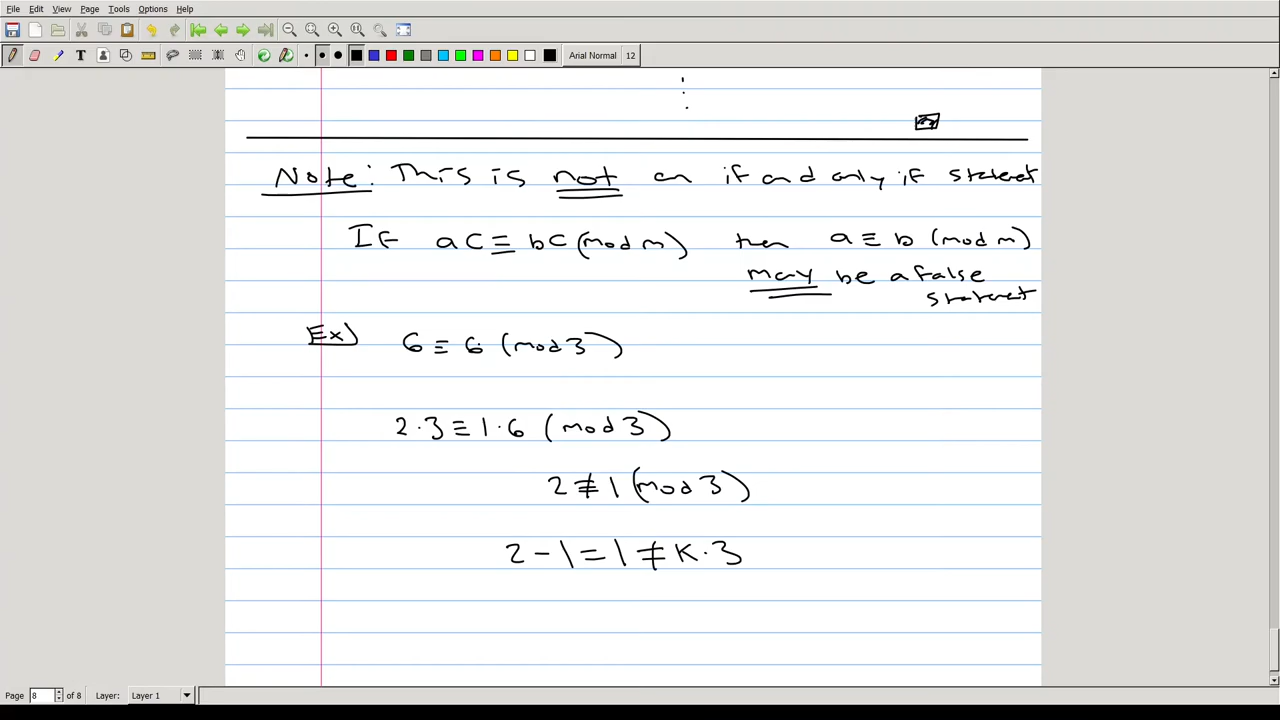 File Edit View Page Tools Options Help
Arial Normal 12
Note: This is not an if and only if statement
If ac ≡ bc (mod m) then a ≡ b (mod m)
may be a false
statement
Ex) 6 ≡ 6 (mod 3)
2·3 ≡ 1·6 (mod 3)
2 ≢ 1 (mod 3)
2 - 1 = 1 ≠ K·3
Page 8 of 8 Layer: Layer 1